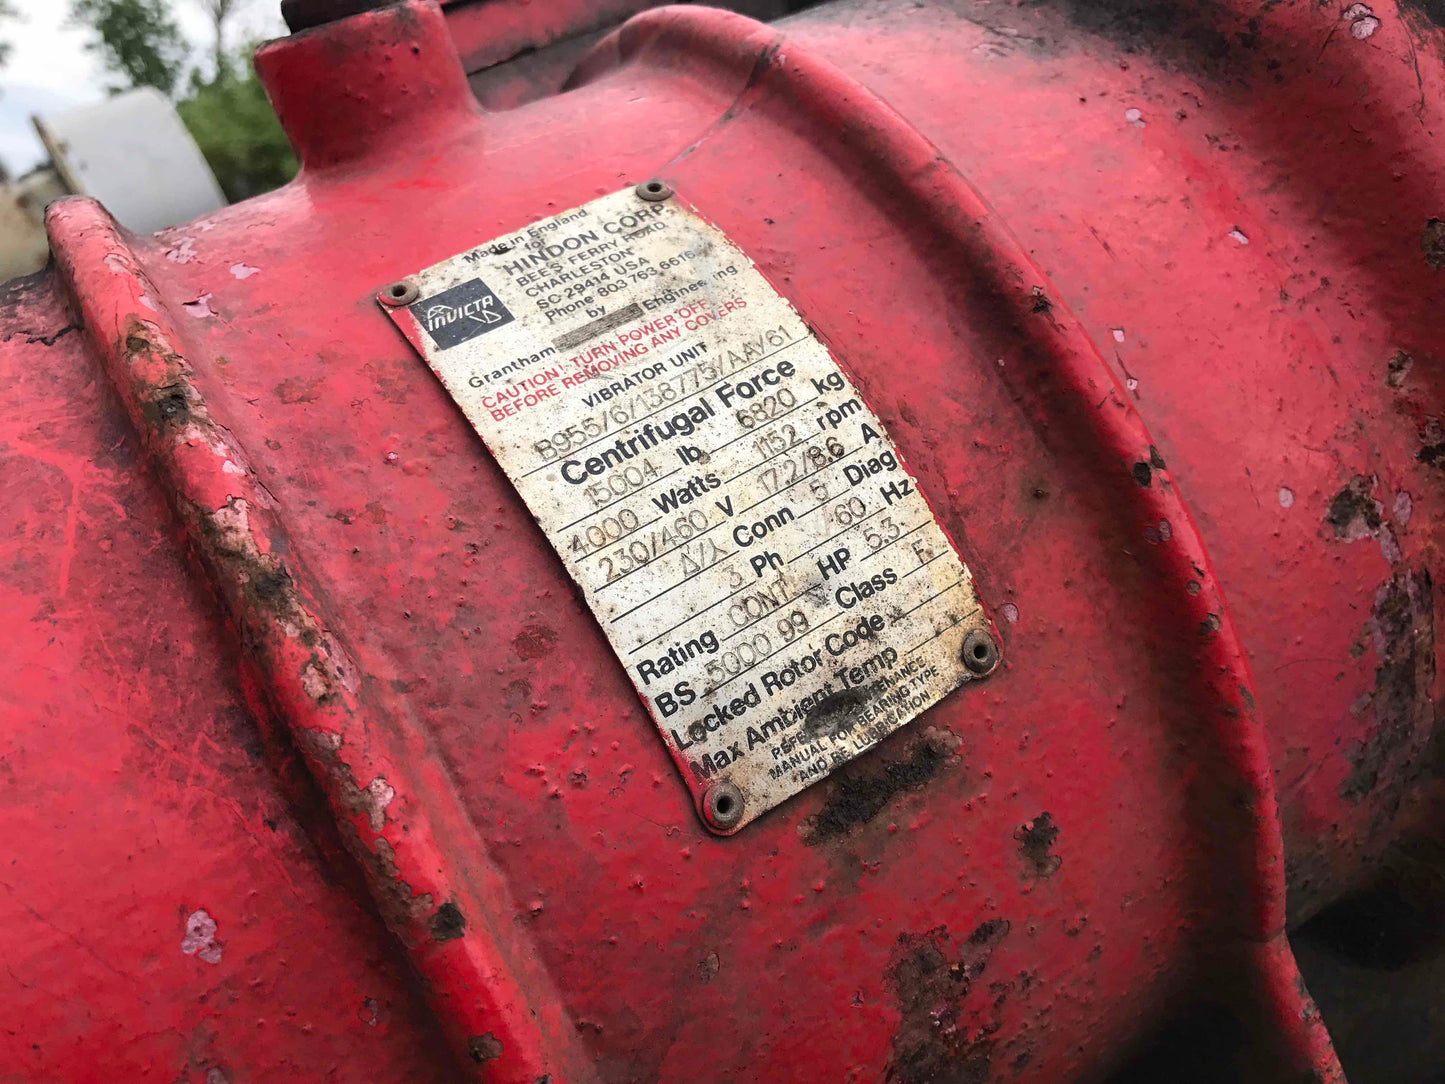 Made in England
for
HINDON CORP.
BEE'S FERRY ROAD
CHARLESTON
SC 29414 USA
Phone 803 763 6616
by
INVICTA
Grantham Engineering
CAUTION! TURN POWER OFF
BEFORE REMOVING ANY COVERS
VIBRATOR UNIT
B955/6/138775/AAV61
Centrifugal Force
15004 lb 6820 kg
4000 Watts 1152 rpm
230/460 V 17.2/8.6 A
Δ/⅄ Conn 5 Diag
3 Ph 60 Hz
Rating CONT HP 5.3
BS 5000 99 Class F
Locked Rotor Code
Max Ambient Temp
MANUAL FOR BEARING TYPE
AND RE LUBRICATION